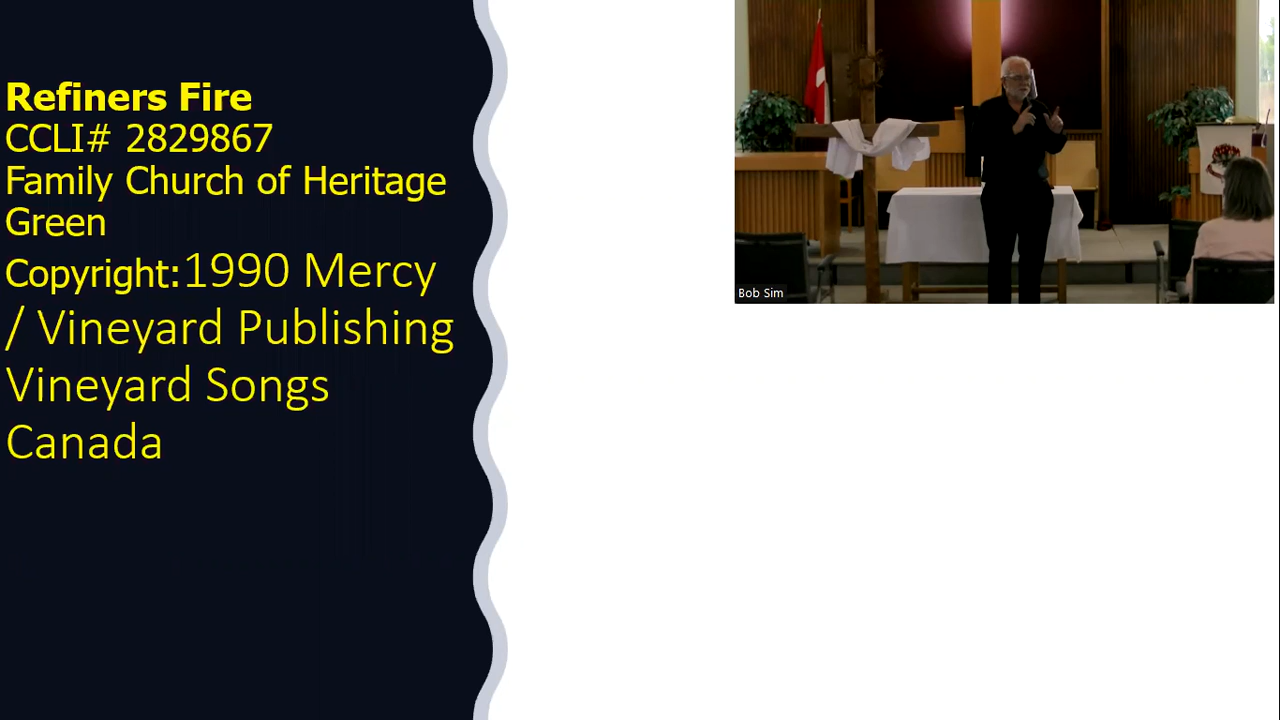 Refiners Fire
CCLI# 2829867
Family Church of Heritage
Green
Copyright:1990 Mercy
/ Vineyard Publishing
Vineyard Songs
Canada
Bob Sim